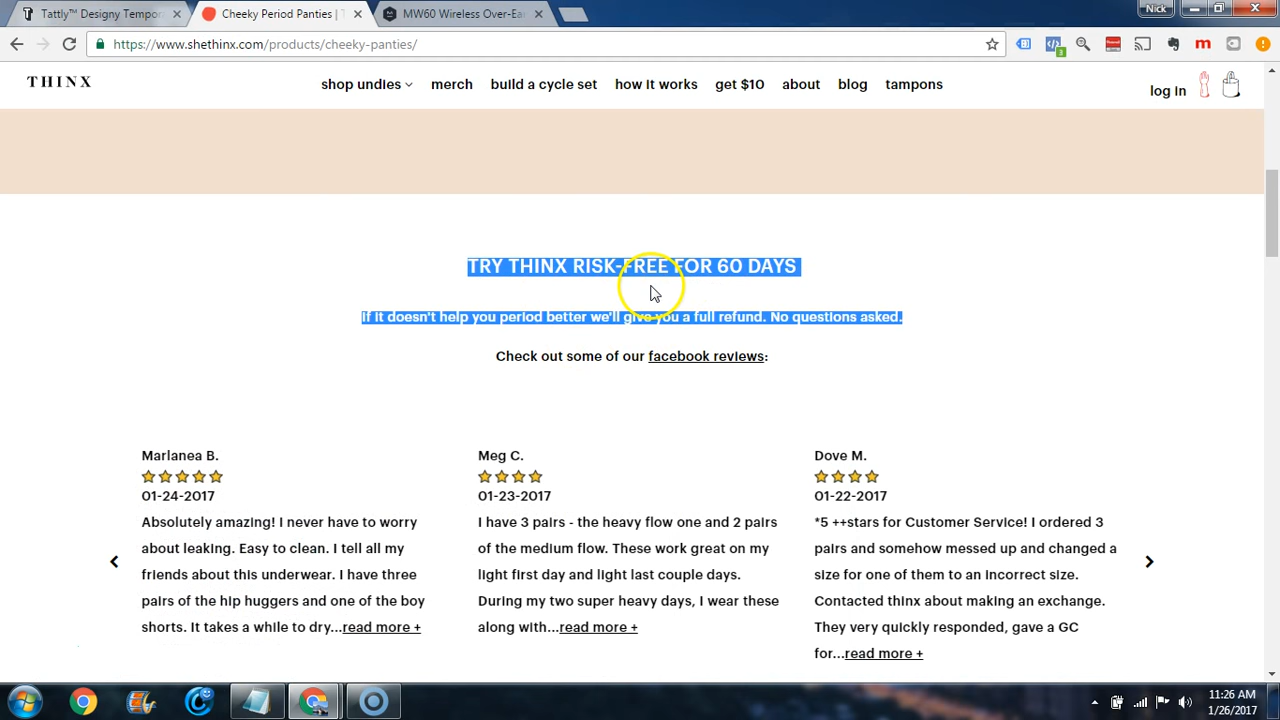 Tattly™ Designy Tempora
Cheeky Period Panties | T
MW60 Wireless Over-Ea
Nick
https://www.shethinx.com/products/cheeky-panties/
3
THINX
shop undies
merch
build a cycle set
how it works
get $10
about
blog
tampons
log in
TRY THINX RISK-FREE FOR 60 DAYS
If it doesn't help you period better we'll give you a full refund. No questions asked.
Check out some of our facebook reviews:
Marianea B.
01-24-2017
Absolutely amazing! I never have to worry
about leaking. Easy to clean. I tell all my
friends about this underwear. I have three
pairs of the hip huggers and one of the boy
shorts. It takes a while to dry...read more +
Meg C.
01-23-2017
I have 3 pairs - the heavy flow one and 2 pairs
of the medium flow. These work great on my
light first day and light last couple days.
During my two super heavy days, I wear these
along with...read more +
Dove M.
01-22-2017
*5 ++stars for Customer Service! I ordered 3
pairs and somehow messed up and changed a
size for one of them to an incorrect size.
Contacted thinx about making an exchange.
They very quickly responded, gave a GC
for...read more +
11:26 AM
1/26/2017